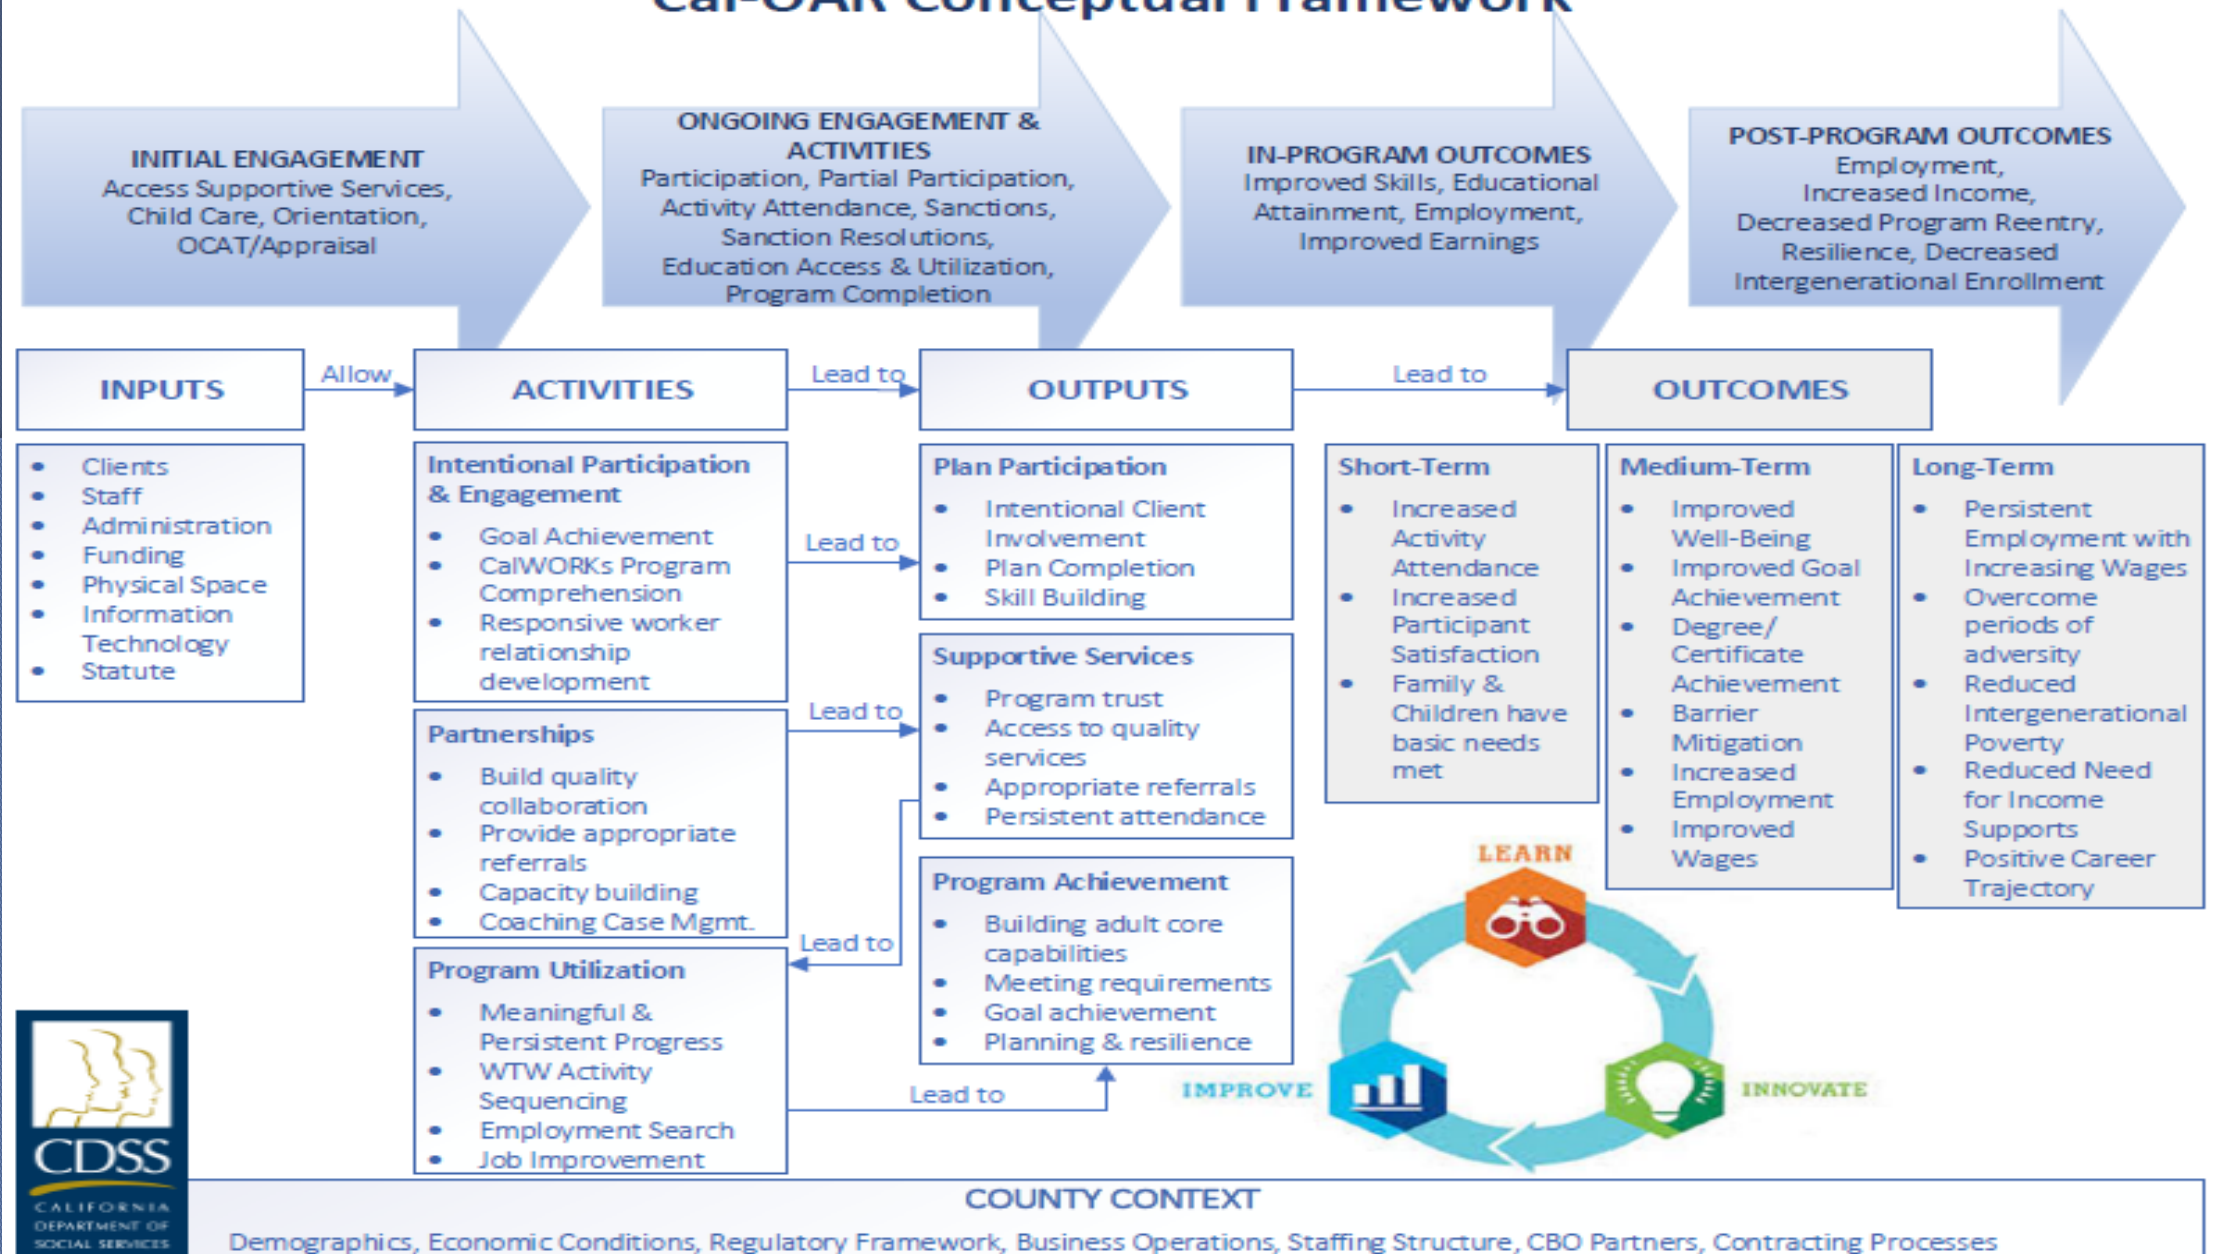 Cal-OAR Conceptual Framework
INITIAL ENGAGEMENT
Access Supportive Services,
Child Care, Orientation,
OCAT/Appraisal
ONGOING ENGAGEMENT &
ACTIVITIES
Participation, Partial Participation,
Activity Attendance, Sanctions,
Sanction Resolutions,
Education Access & Utilization,
Program Completion
IN-PROGRAM OUTCOMES
Improved Skills, Educational
Attainment, Employment,
Improved Earnings
POST-PROGRAM OUTCOMES
Employment,
Increased Income,
Decreased Program Reentry,
Resilience, Decreased
Intergenerational Enrollment
INPUTS
Allow
ACTIVITIES
Lead to
OUTPUTS
Lead to
OUTCOMES
• Clients
• Staff
• Administration
• Funding
• Physical Space
• Information
Technology
• Statute
Intentional Participation
& Engagement
• Goal Achievement
• CalWORKs Program
Comprehension
• Responsive worker
relationship
development
Lead to
Partnerships
• Build quality
collaboration
• Provide appropriate
referrals
• Capacity building
• Coaching Case Mgmt.
Lead to
Program Utilization
• Meaningful &
Persistent Progress
• WTW Activity
Sequencing
• Employment Search
• Job Improvement
Lead to
Lead to
Plan Participation
• Intentional Client
Involvement
• Plan Completion
• Skill Building
Supportive Services
• Program trust
• Access to quality
services
• Appropriate referrals
• Persistent attendance
Program Achievement
• Building adult core
capabilities
• Meeting requirements
• Goal achievement
• Planning & resilience
Short-Term
• Increased
Activity
Attendance
• Increased
Participant
Satisfaction
• Family &
Children have
basic needs
met
Medium-Term
• Improved
Well-Being
• Improved Goal
Achievement
• Degree/
Certificate
Achievement
• Barrier
Mitigation
• Increased
Employment
• Improved
Wages
Long-Term
• Persistent
Employment with
Increasing Wages
• Overcome
periods of
adversity
• Reduced
Intergenerational
Poverty
• Reduced Need
for Income
Supports
• Positive Career
Trajectory
LEARN
IMPROVE
INNOVATE
CDSS
CALIFORNIA
DEPARTMENT OF
SOCIAL SERVICES
COUNTY CONTEXT
Demographics, Economic Conditions, Regulatory Framework, Business Operations, Staffing Structure, CBO Partners, Contracting Processes